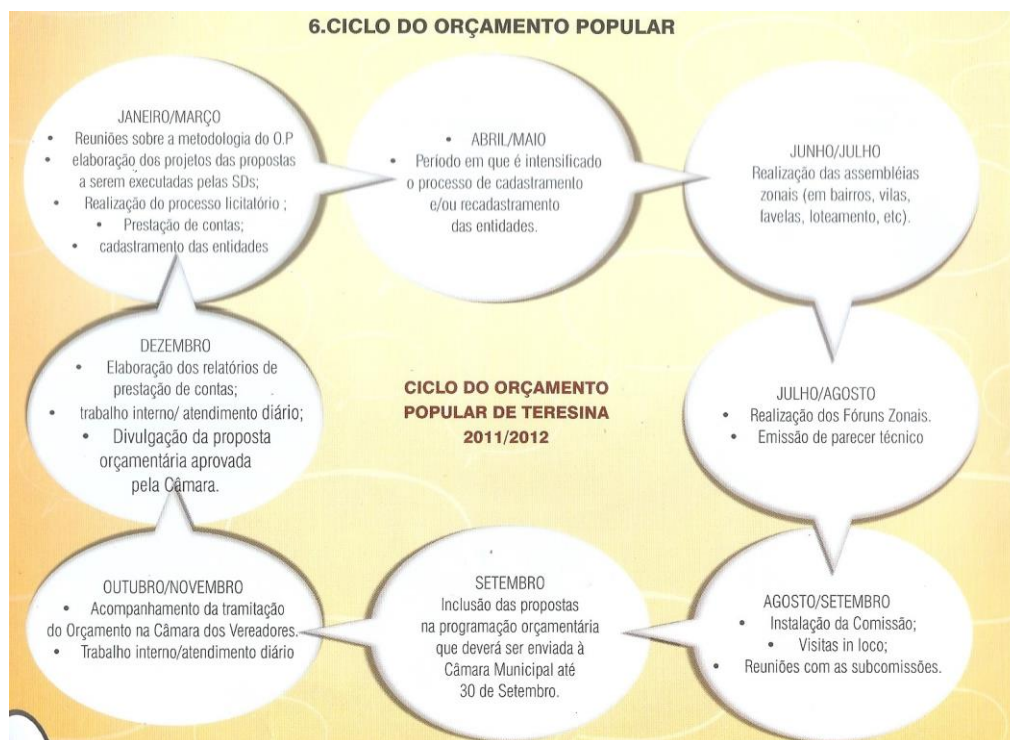 6.CICLO DO ORÇAMENTO POPULAR
JANEIRO/MARÇO
• Reuniões sobre a metodologia do O.P
• elaboração dos projetos das propostas
a serem executadas pelas SDs;
• Realização do processo licitatório ;
• Prestação de contas;
• cadastramento das entidades
• ABRIL/MAIO
• Periodo em que é intensificado
o processo de cadastramento
e/ou recadastramento
das entidades.
JUNHO/JULHO
Realização das assembléias
zonais (em bairros, vilas,
favelas, loteamento, etc).
JULHO/AGOSTO
• Realização dos Fóruns Zonais.
• Emissão de parecer técnico
AGOSTO/SETEMBRO
• Instalação da Comissão;
• Visitas in loco;
• Reuniões com as subcomissões.
SETEMBRO
Inclusão das propostas
na programação orçamentária
que deverá ser enviada à
Câmara Municipal até
30 de Setembro.
OUTUBRO/NOVEMBRO
• Acompanhamento da tramitação
do Orçamento na Câmara dos Vereadores.
• Trabalho interno/atendimento diário
DEZEMBRO
• Elaboração dos relatórios de
prestação de contas;
• trabalho interno/ atendimento diário;
• Divulgação da proposta
orçamentária aprovada
pela Câmara.
CICLO DO ORÇAMENTO
POPULAR DE TERESINA
2011/2012